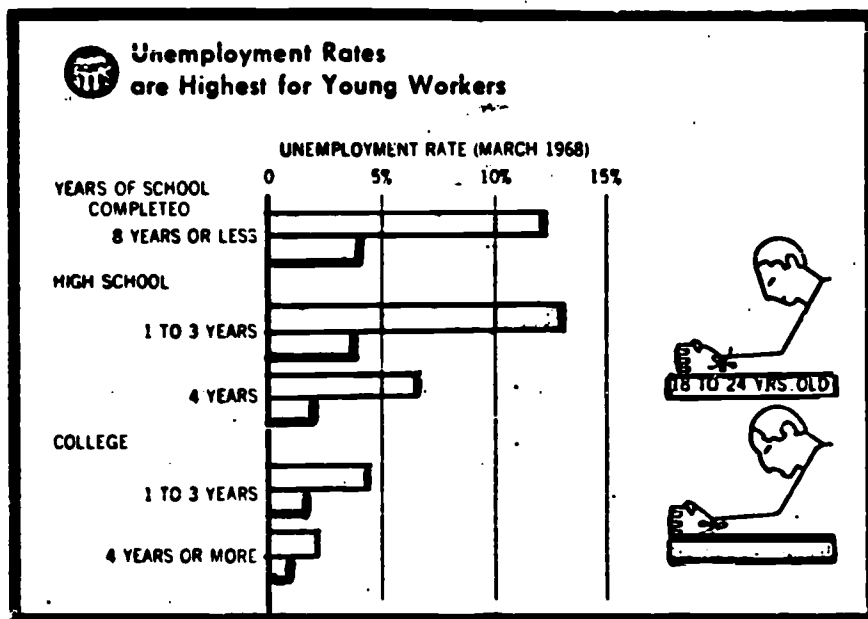 Unemployment Rates
are Highest for Young Workers
UNEMPLOYMENT RATE (MARCH 1968)
0 5% 10% 15%
YEARS OF SCHOOL
COMPLETED
8 YEARS OR LESS
HIGH SCHOOL
1 TO 3 YEARS
4 YEARS
COLLEGE
1 TO 3 YEARS
4 YEARS OR MORE
18 TO 24 YRS. OLD